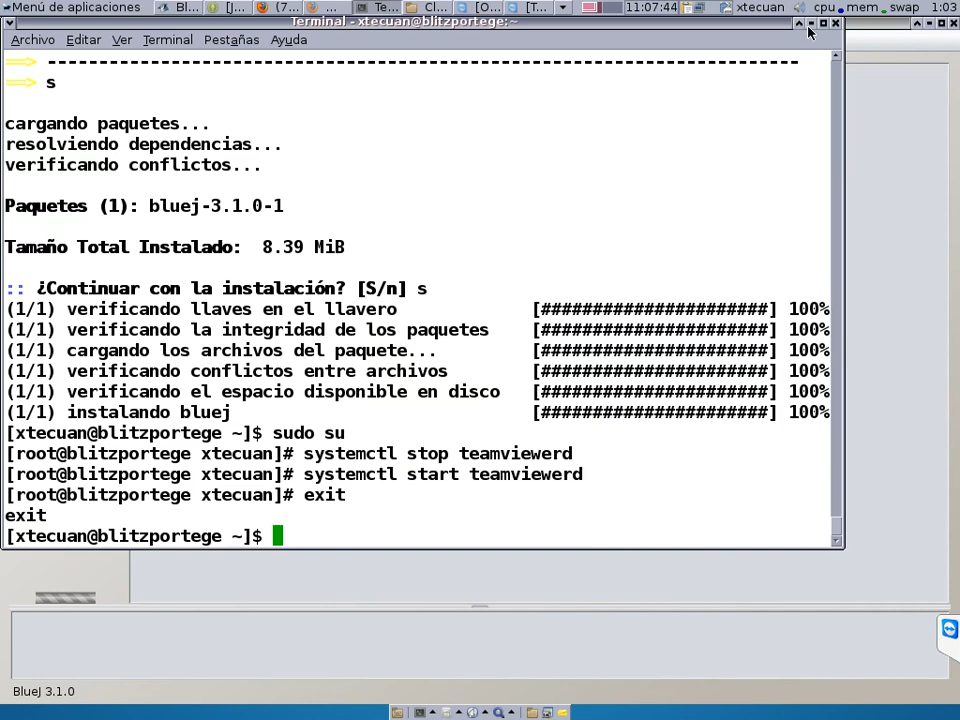 Menú de aplicaciones Bl... [J... (7... ... Te... Cl... [O... [T... 11:07:44 xtecuan cpu mem swap 1:03
Terminal - xtecuan@blitzportege:~
Archivo Editar Ver Terminal Pestañas Ayuda
==> -------------------------------------------------------------------------
==> s
cargando paquetes...
resolviendo dependencias...
verificando conflictos...
Paquetes (1): bluej-3.1.0-1
Tamaño Total Instalado:  8.39 MiB
:: ¿Continuar con la instalación? [S/n] s
(1/1) verificando llaves en el llavero [######################] 100%
(1/1) verificando la integridad de los paquetes [######################] 100%
(1/1) cargando los archivos del paquete... [######################] 100%
(1/1) verificando conflictos entre archivos [######################] 100%
(1/1) verificando el espacio disponible en disco [######################] 100%
(1/1) instalando bluej [######################] 100%
[xtecuan@blitzportege ~]$ sudo su
[root@blitzportege xtecuan]# systemctl stop teamviewerd
[root@blitzportege xtecuan]# systemctl start teamviewerd
[root@blitzportege xtecuan]# exit
exit
[xtecuan@blitzportege ~]$
BlueJ 3.1.0